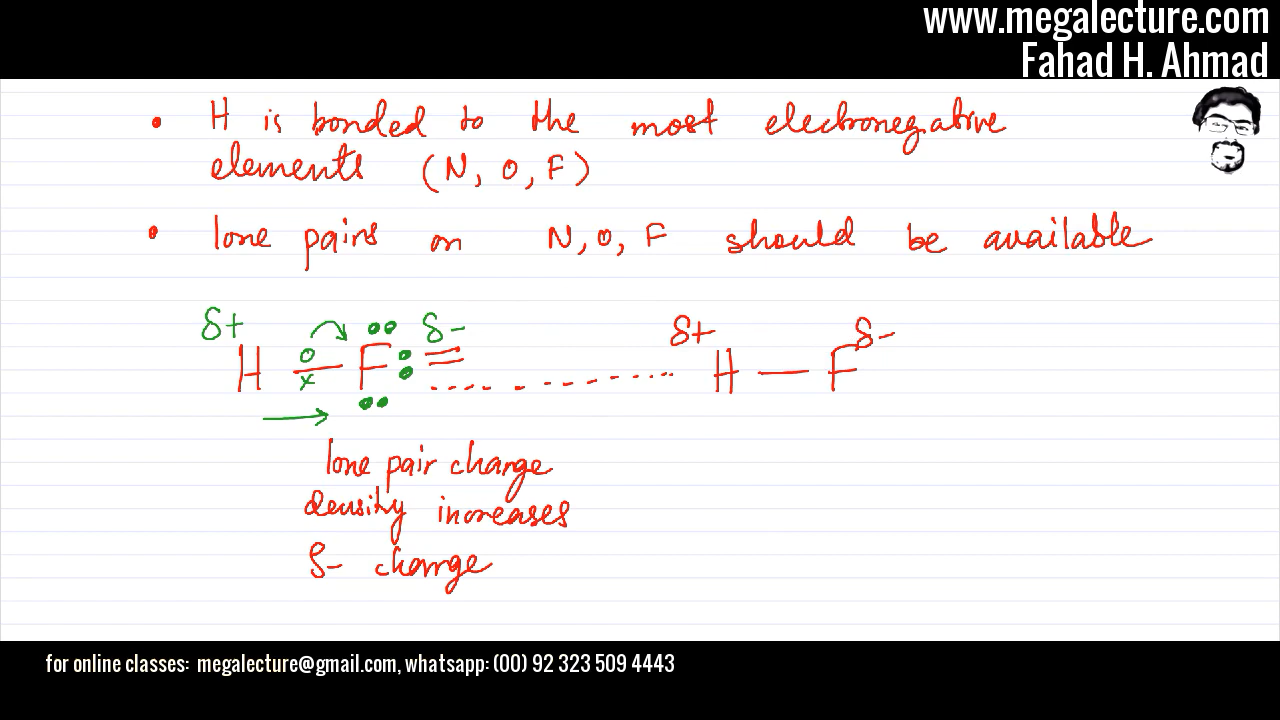 www.megalecture.com
Fahad H. Ahmad
• H is bonded to the most electronegative
elements (N, O, F)
• lone pairs on N, O, F should be available
δ+ δ- δ+ δ-
H o x F H — F
lone pair charge
density increases
δ- charge
for online classes: megalecture@gmail.com, whatsapp: (00) 92 323 509 4443